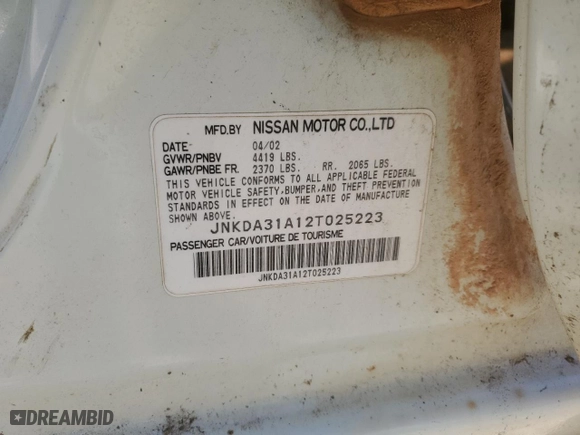 MFD.BY NISSAN MOTOR CO.,LTD
DATE 04/02
GVWR/PNBV 4419 LBS.
GAWR/PNBE FR. 2370 LBS. RR. 2065 LBS.
THIS VEHICLE CONFORMS TO ALL APPLICABLE FEDERAL
MOTOR VEHICLE SAFETY,BUMPER,AND THEFT PREVENTION
STANDARDS IN EFFECT ON THE DATE OF MANUFACTURE
SHOWN ABOVE.
JNKDA31A12T025223
PASSENGER CAR/VOITURE DE TOURISME
JNKDA31A12T025223
DREAMBID